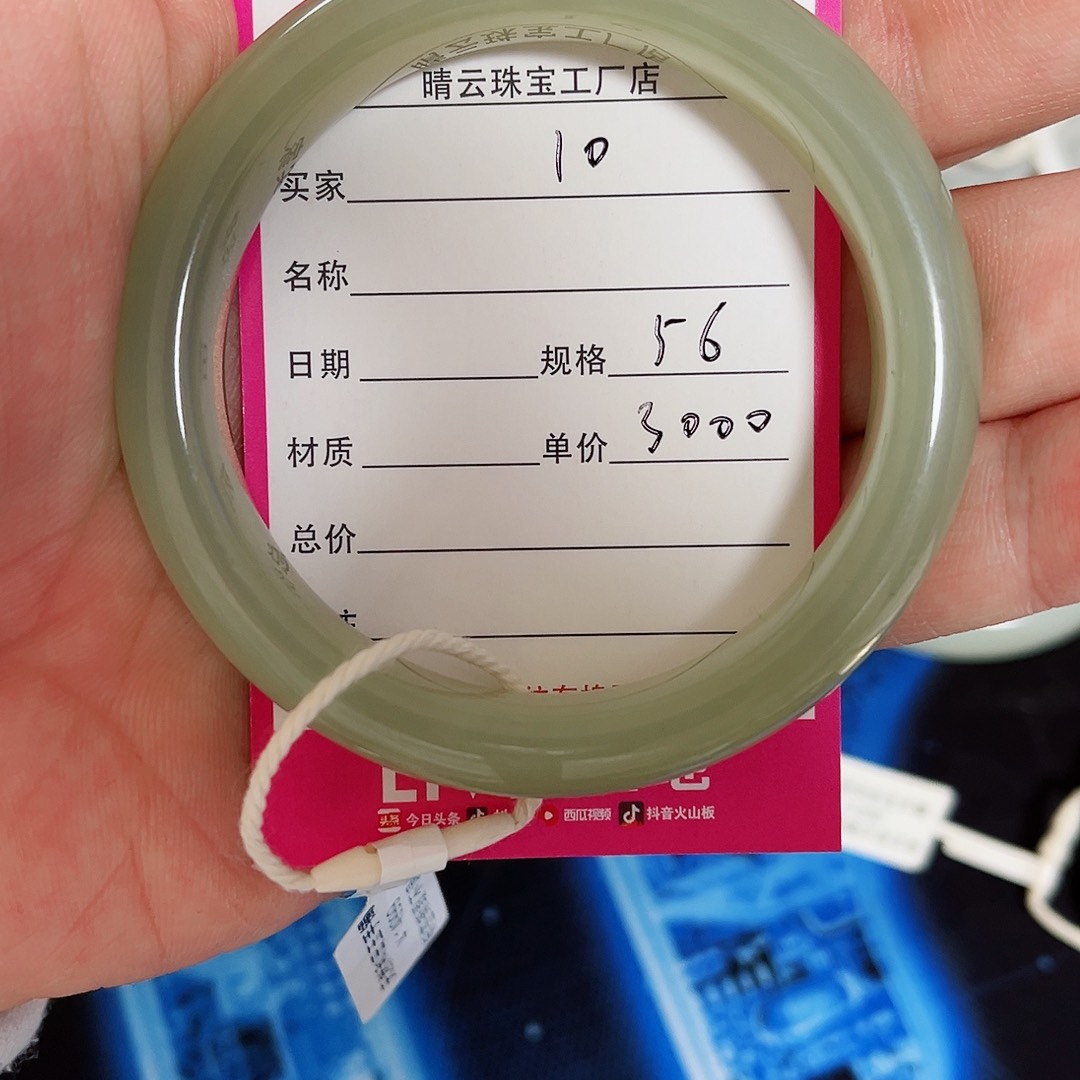 晴云珠宝工厂店
买家 10
名称
日期 规格 56
材质 单价 3000
总价
今日头条 西瓜视频 抖音火山板